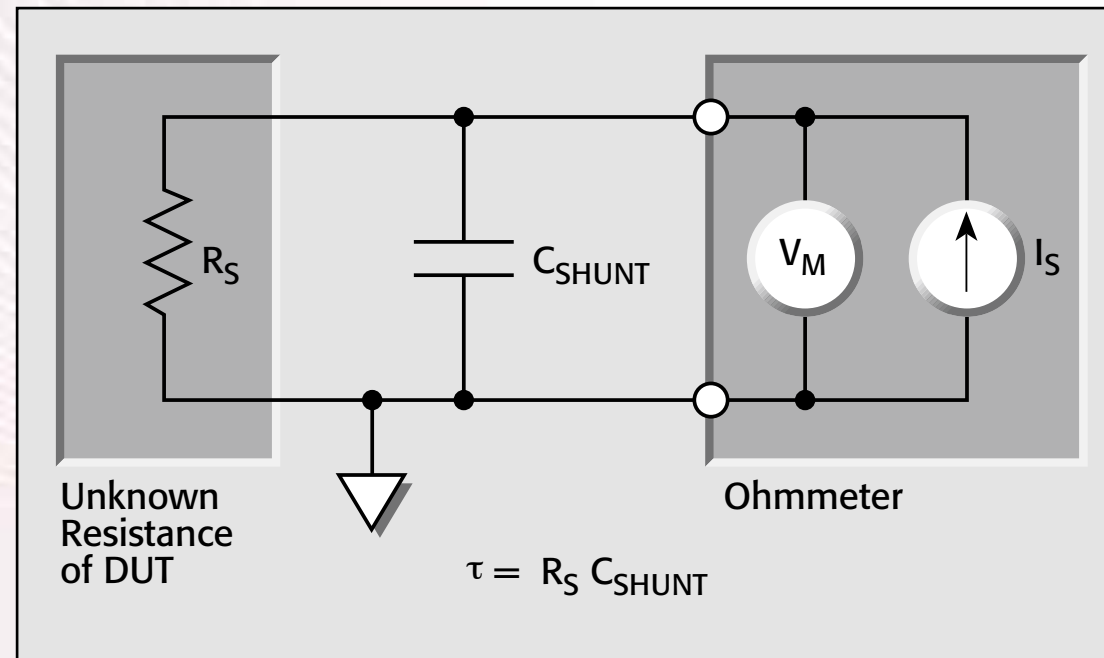 R_S
C_SHUNT
V_M
I_S
Unknown
Resistance
of DUT
Ohmmeter
τ = R_S C_SHUNT